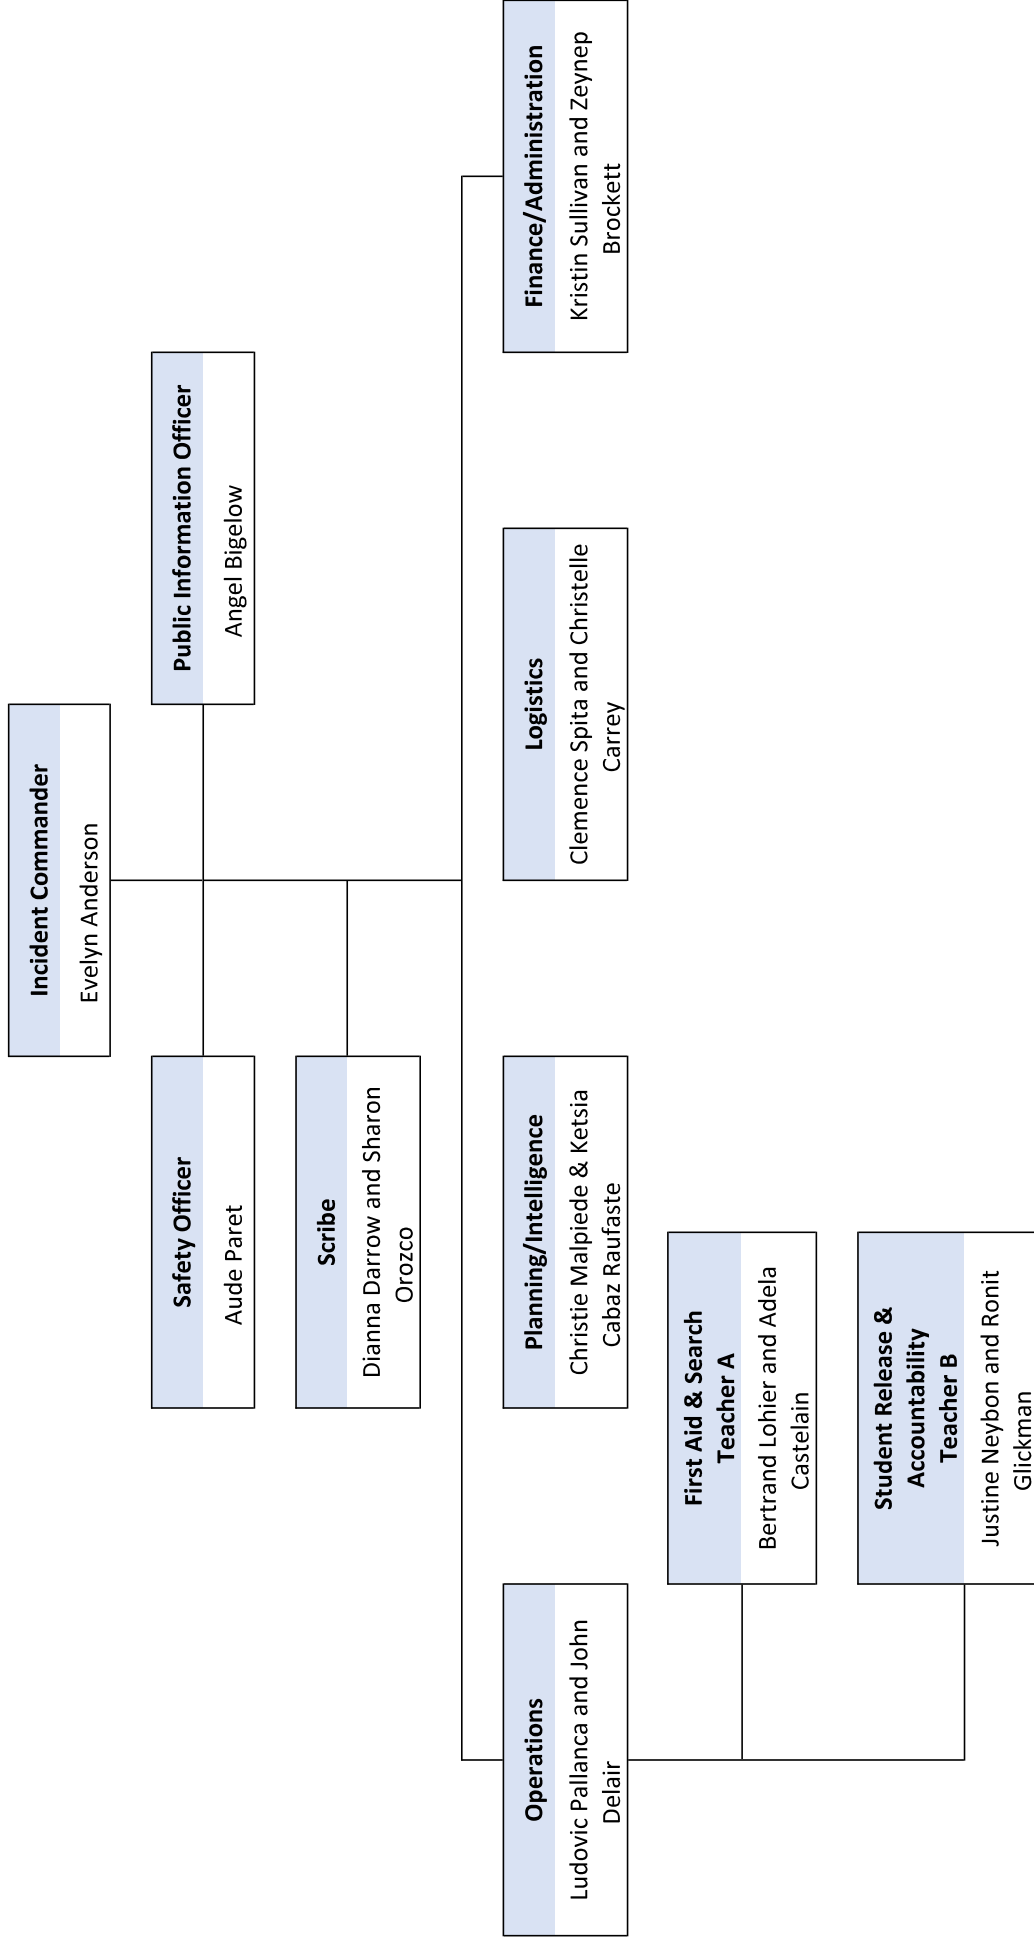 Incident Commander
Evelyn Anderson
Safety Officer
Aude Paret
Public Information Officer
Angel Bigelow
Scribe
Dianna Darrow and Sharon
Orozco
Operations
Ludovic Pallanca and John
Delair
Planning/Intelligence
Christie Malpiede & Ketsia
Cabaz Raufaste
Logistics
Clemence Spita and Christelle
Carrey
Finance/Administration
Kristin Sullivan and Zeynep
Brockett
First Aid & Search
Teacher A
Bertrand Lohier and Adela
Castelain
Student Release &
Accountability
Teacher B
Justine Neybon and Ronit
Glickman